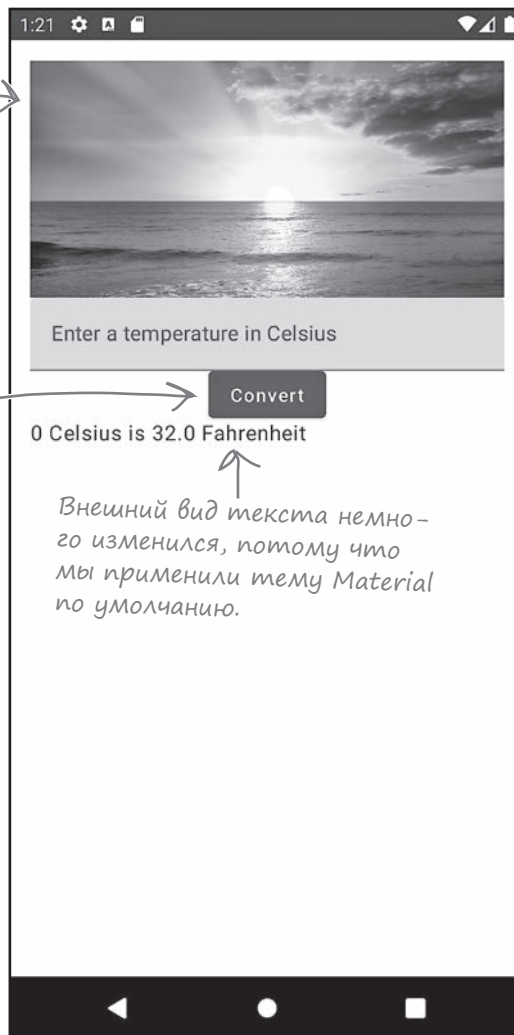 1:21
Enter a temperature in Celsius
Convert
0 Celsius is 32.0 Fahrenheit
Внешний вид текста немно-
го изменился, потому что
мы применили тему Material
по умолчанию.